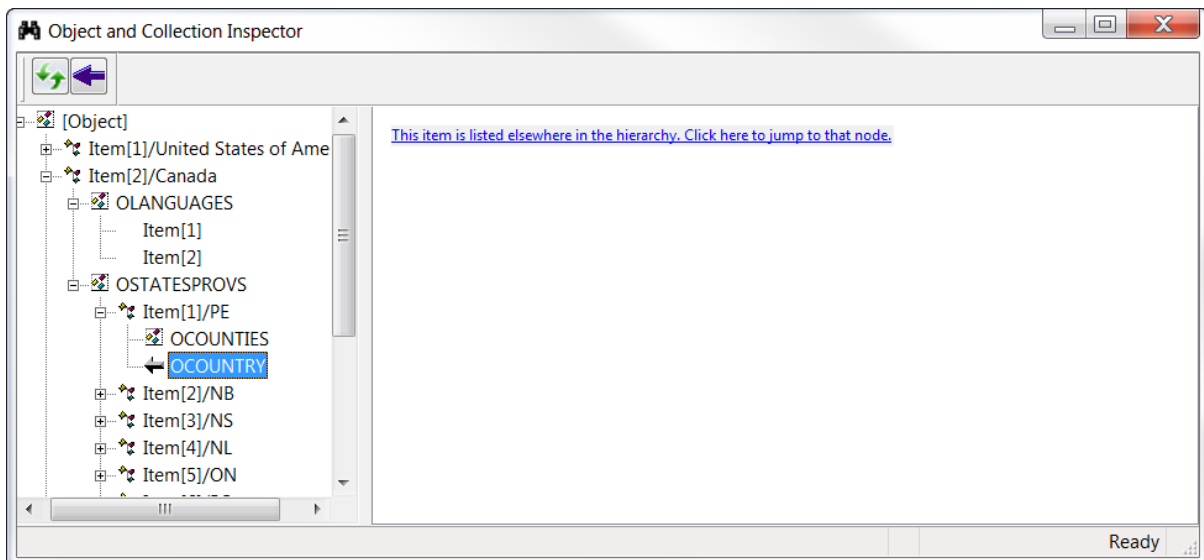 Object and Collection Inspector
[Object]
Item[1]/United States of Ame
Item[2]/Canada
OLANGUAGES
Item[1]
Item[2]
OSTATESPROVS
Item[1]/PE
OCOUNTIES
OCOUNTRY
Item[2]/NB
Item[3]/NS
Item[4]/NL
Item[5]/ON
This item is listed elsewhere in the hierarchy. Click here to jump to that node.
Ready